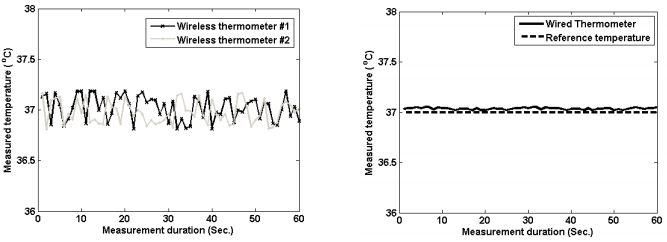 38
37.5
37
36.5
36
Measured temperature (°C)
0 10 20 30 40 50 60
Measurement duration (Sec.)
Wireless thermometer #1
Wireless thermometer #2
38
37.5
37
36.5
36
Measured temperature (°C)
0 10 20 30 40 50 60
Measurement duration (Sec.)
Wired Thermometer
Reference temperature